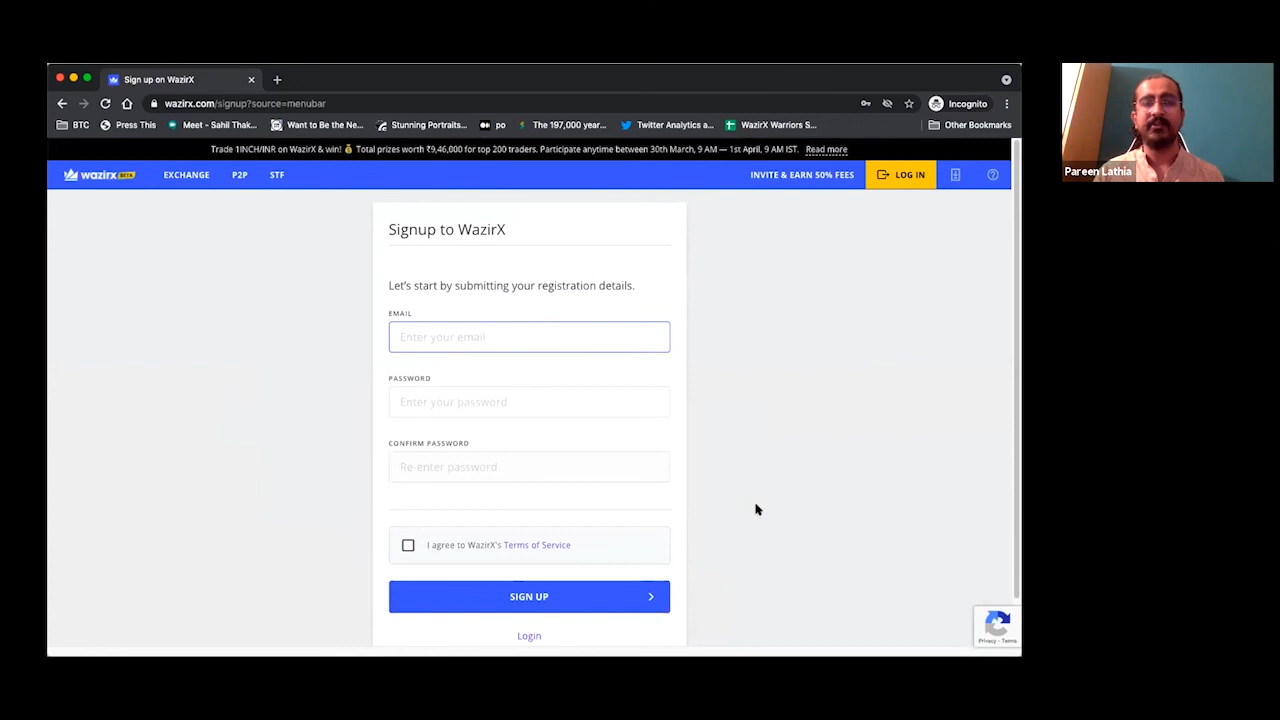 Sign up on WazirX
wazirx.com/signup?source=menubar
Incognito
BTC
Press This
Meet - Sahil Thak...
Want to Be the Ne...
Stunning Portraits...
po
The 197,000 year...
Twitter Analytics a...
WazirX Warriors S...
Other Bookmarks
Trade 1INCH/INR on WazirX & win! 💰 Total prizes worth ₹9,46,000 for top 200 traders. Participate anytime between 30th March, 9 AM — 1st April, 9 AM IST. Read more
wazirx BETA
EXCHANGE
P2P
STF
INVITE & EARN 50% FEES
LOG IN
Signup to WazirX
Let's start by submitting your registration details.
EMAIL
Enter your email
PASSWORD
Enter your password
CONFIRM PASSWORD
Re-enter password
I agree to WazirX's Terms of Service
SIGN UP
Login
Privacy - Terms
Pareen Lathia